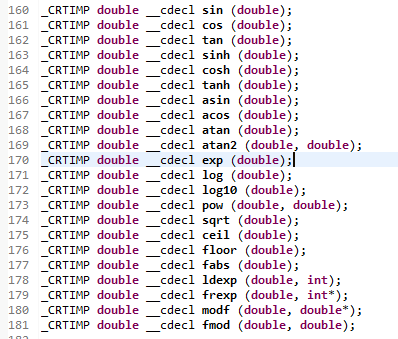 160 _CRTIMP double __cdecl sin (double);
161 _CRTIMP double __cdecl cos (double);
162 _CRTIMP double __cdecl tan (double);
163 _CRTIMP double __cdecl sinh (double);
164 _CRTIMP double __cdecl cosh (double);
165 _CRTIMP double __cdecl tanh (double);
166 _CRTIMP double __cdecl asin (double);
167 _CRTIMP double __cdecl acos (double);
168 _CRTIMP double __cdecl atan (double);
169 _CRTIMP double __cdecl atan2 (double, double);
170 _CRTIMP double __cdecl exp (double);
171 _CRTIMP double __cdecl log (double);
172 _CRTIMP double __cdecl log10 (double);
173 _CRTIMP double __cdecl pow (double, double);
174 _CRTIMP double __cdecl sqrt (double);
175 _CRTIMP double __cdecl ceil (double);
176 _CRTIMP double __cdecl floor (double);
177 _CRTIMP double __cdecl fabs (double);
178 _CRTIMP double __cdecl ldexp (double, int);
179 _CRTIMP double __cdecl frexp (double, int*);
180 _CRTIMP double __cdecl modf (double, double*);
181 _CRTIMP double __cdecl fmod (double, double);